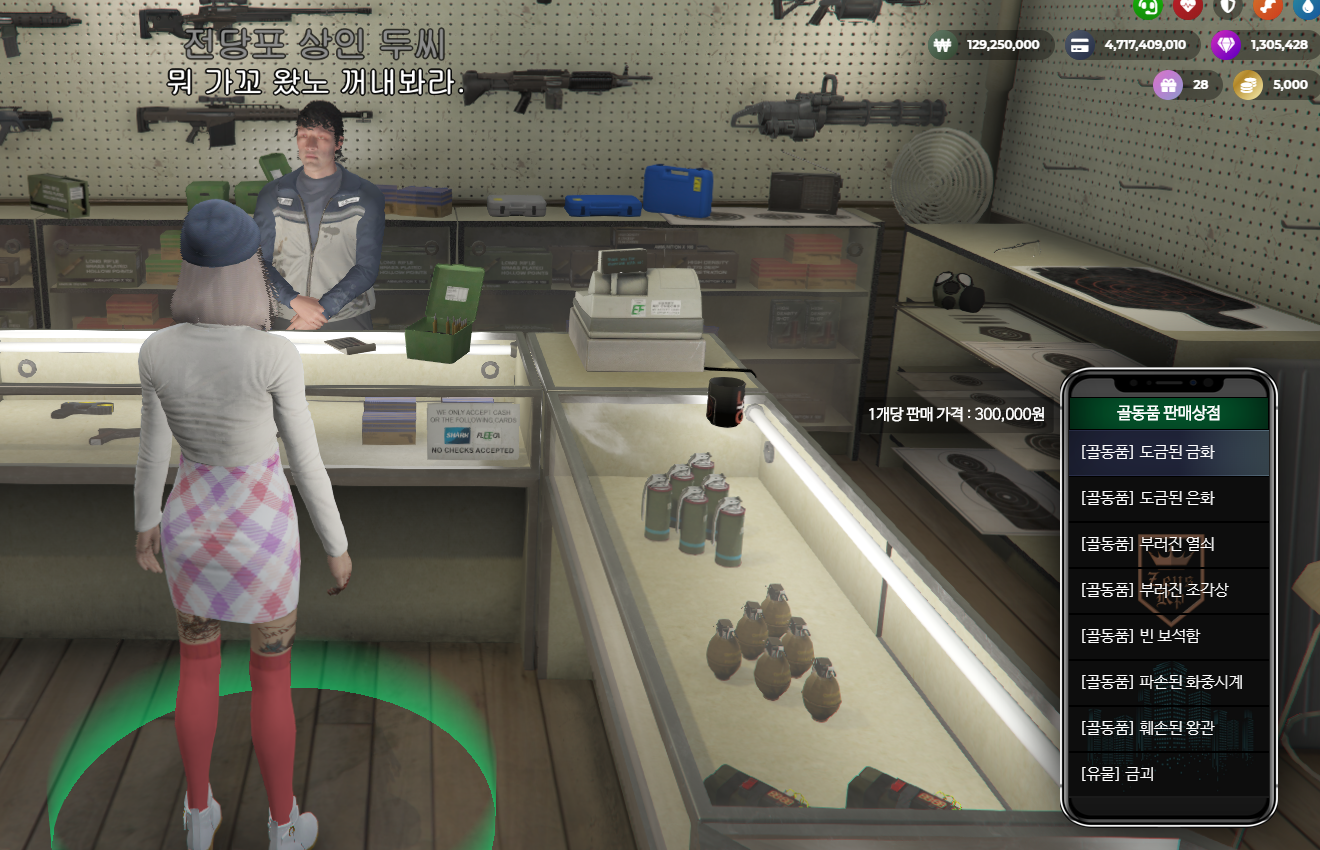 전당포 상인 두씨
뭐 가꼬 왔노 꺼내봐라.
129,250,000
4,717,409,010
1,305,428
28
5,000
WE ONLY ACCEPT CASH
OR THE FOLLOWING CARDS
SHARK FLEECA
NO CHECKS ACCEPTED
1개당 판매 가격 : 300,000원
골동품 판매상점
[골동품] 도금된 금화
[골동품] 도금된 은화
[골동품] 부러진 열쇠
[골동품] 부러진 조각상
[골동품] 빈 보석함
[골동품] 파손된 화중시계
[골동품] 훼손된 왕관
[유물] 금괴
Zeus